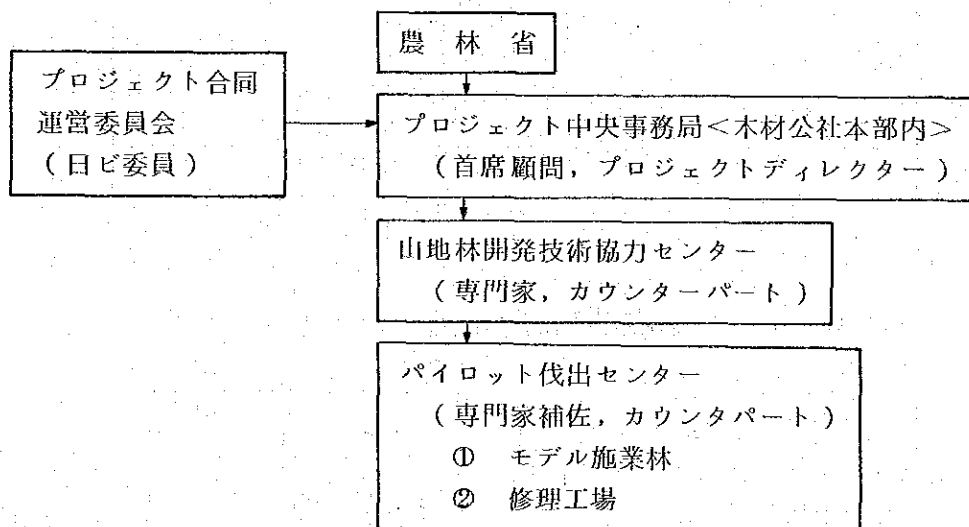 農林省
プロジェクト合同
運営委員会
(日ビ委員)
プロジェクト中央事務局<木材公社本部内>
(首席顧問,プロジェクトディレクター)
山地林開発技術協力センター
(専門家,カウンターパート)
パイロット伐出センター
(専門家補佐,カウンタパート)
① モデル施業林
② 修理工場